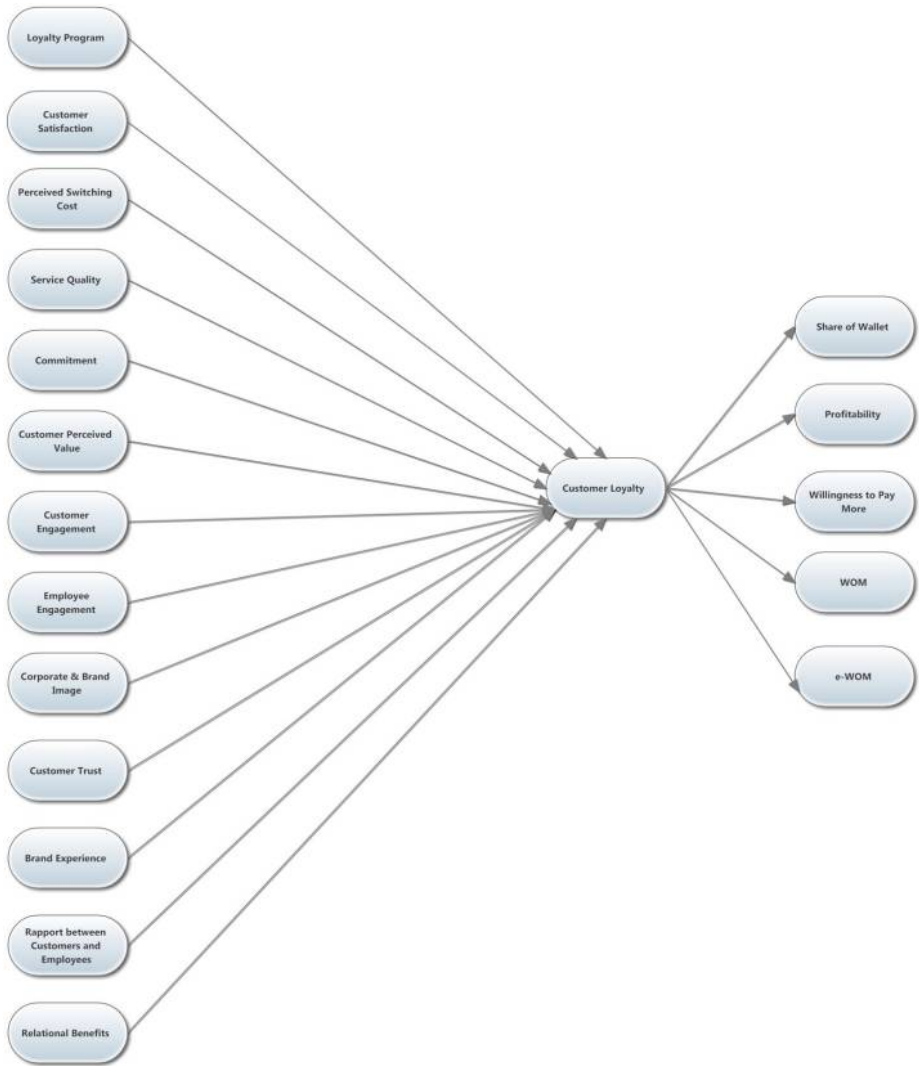 Loyalty Program
Customer
Satisfaction
Perceived Switching
Cost
Service Quality
Commitment
Customer Perceived
Value
Customer
Engagement
Employee
Engagement
Corporate & Brand
Image
Customer Trust
Brand Experience
Rapport between
Customers and
Employees
Relational Benefits
Customer Loyalty
Share of Wallet
Profitability
Willingness to Pay
More
WOM
e-WOM